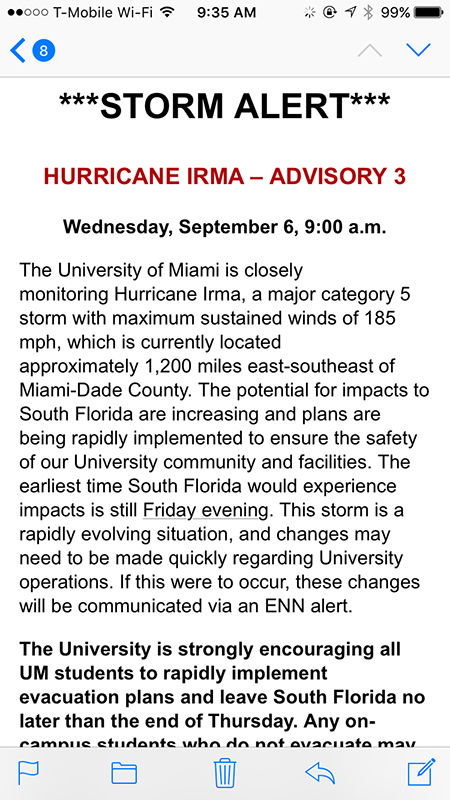 T-Mobile Wi-Fi 9:35 AM 99%
8
***STORM ALERT***
HURRICANE IRMA – ADVISORY 3
Wednesday, September 6, 9:00 a.m.
The University of Miami is closely
monitoring Hurricane Irma, a major category 5
storm with maximum sustained winds of 185
mph, which is currently located
approximately 1,200 miles east-southeast of
Miami-Dade County. The potential for impacts to
South Florida are increasing and plans are
being rapidly implemented to ensure the safety
of our University community and facilities. The
earliest time South Florida would experience
impacts is still Friday evening. This storm is a
rapidly evolving situation, and changes may
need to be made quickly regarding University
operations. If this were to occur, these changes
will be communicated via an ENN alert.
The University is strongly encouraging all
UM students to rapidly implement
evacuation plans and leave South Florida no
later than the end of Thursday. Any on-
campus students who do not evacuate may